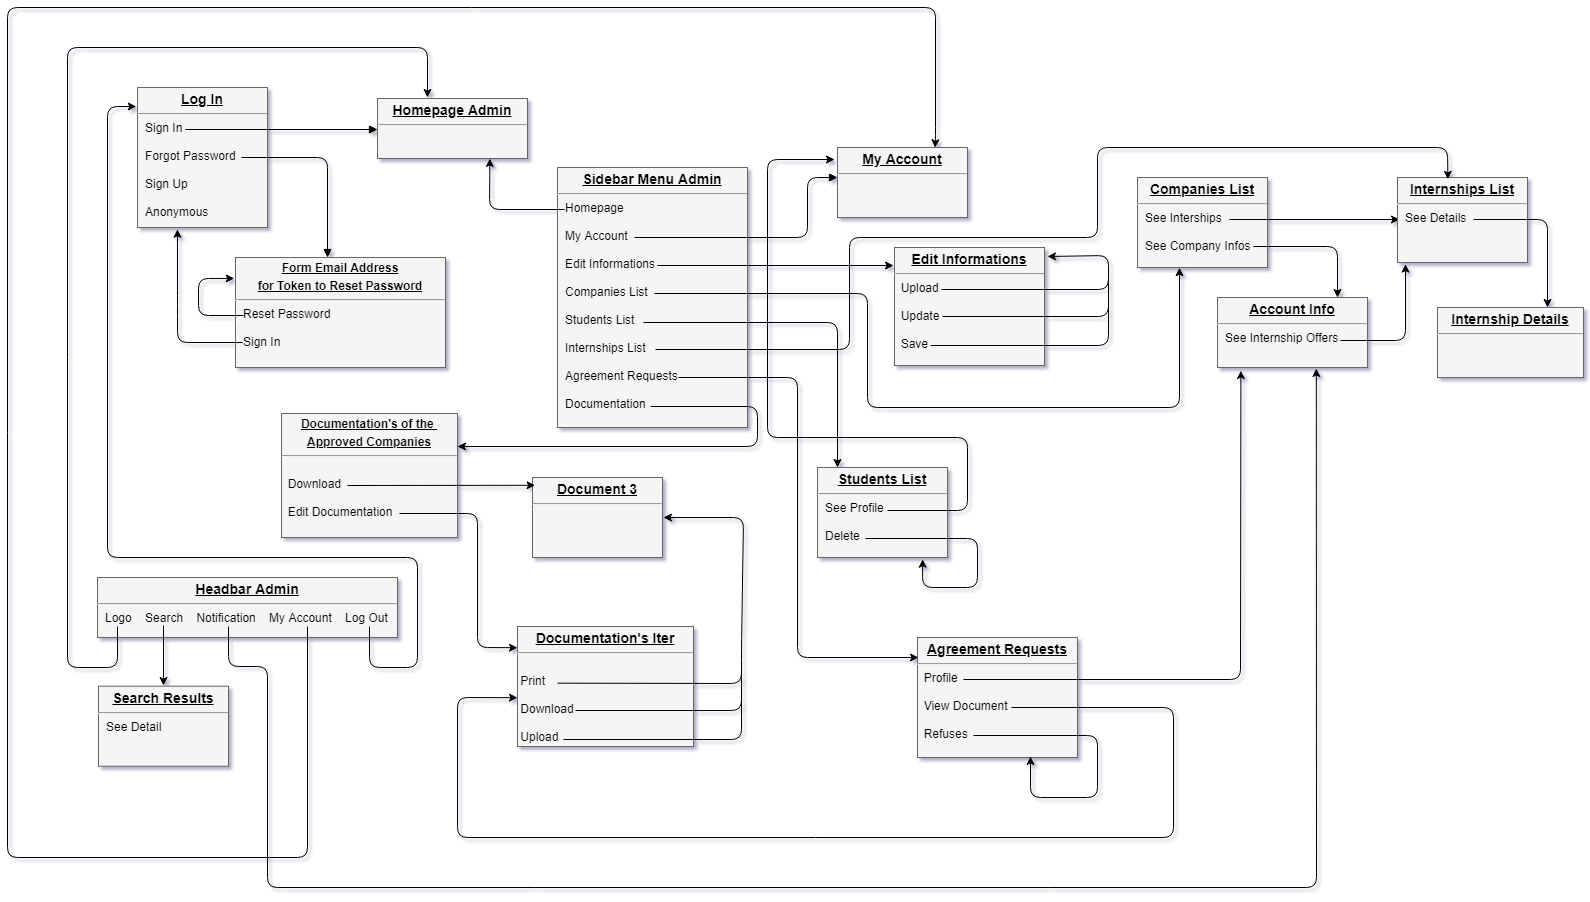 Log In
Sign In
Forgot Password
Sign Up
Anonymous
Homepage Admin
Form Email Address
for Token to Reset Password
Reset Password
Sign In
Sidebar Menu Admin
Homepage
My Account
Edit Informations
Companies List
Students List
Internships List
Agreement Requests
Documentation
My Account
Edit Informations
Upload
Update
Save
Companies List
See Interships
See Company Infos
Internships List
See Details
Account Info
See Internship Offers
Internship Details
Documentation's of the
Approved Companies
Download
Edit Documentation
Document 3
Students List
See Profile
Delete
Headbar Admin
Logo Search Notification My Account Log Out
Search Results
See Detail
Documentation's Iter
Print
Download
Upload
Agreement Requests
Profile
View Document
Refuses